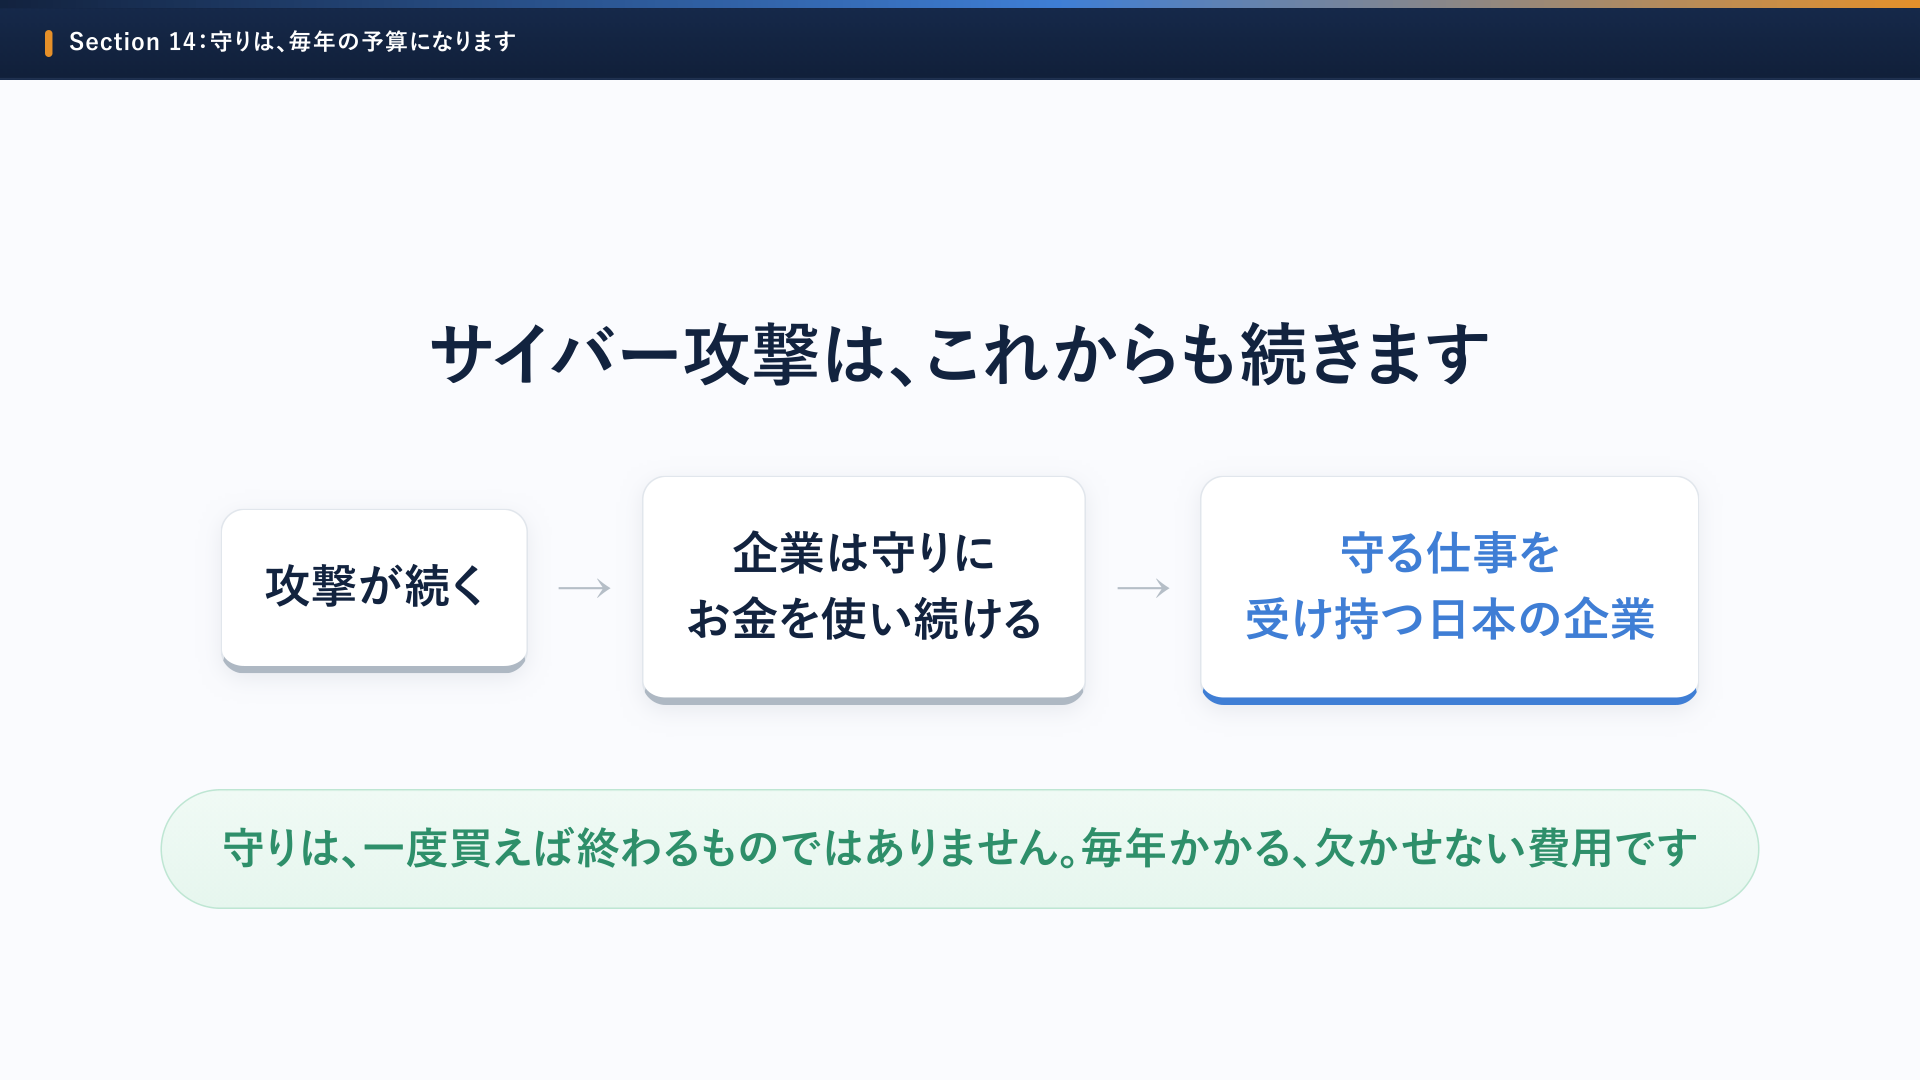 Section 14：守りは、毎年の予算になります
サイバー攻撃は、これからも続きます
攻撃が続く
→
企業は守りに
お金を使い続ける
→
守る仕事を
受け持つ日本の企業
守りは、一度買えば終わるものではありません。毎年かかる、欠かせない費用です